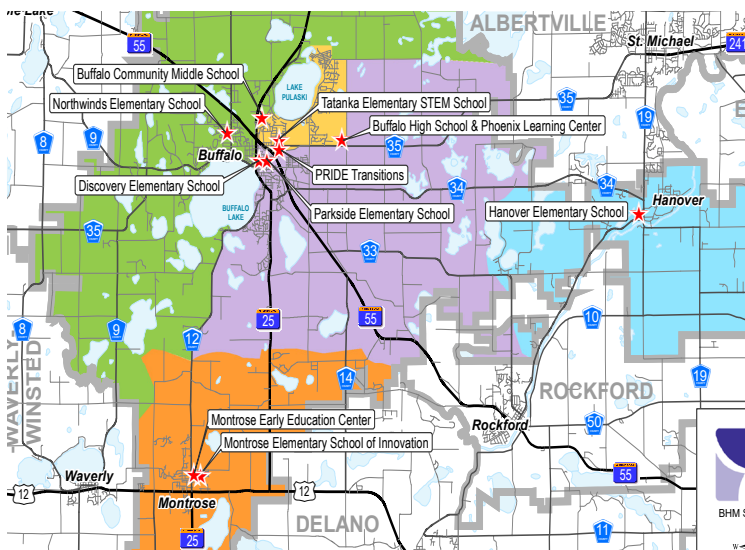 ALBERTVILLE
55
St. Michael
241
Buffalo Community Middle School
LAKE
PULASKI
Northwinds Elementary School
Tatanka Elementary STEM School
35
19
8
9
Buffalo High School & Phoenix Learning Center
35
Buffalo
PRIDE Transitions
Discovery Elementary School
34
34
Hanover
BUFFALO
LAKE
Parkside Elementary School
Hanover Elementary School
35
33
25
55
10
8
9
12
WAVERLY
WINSTED
14
19
ROCKFORD
Montrose Early Education Center
50
Rockford
Montrose Elementary School of Innovation
55
Waverly
12
12
Montrose
DELANO
BHM S
25
11